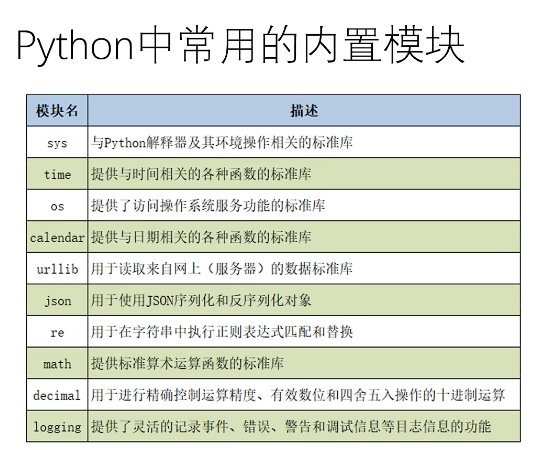 Python中常用的内置模块
模块名 描述
sys 与Python解释器及其环境操作相关的标准库
time 提供与时间相关的各种函数的标准库
os 提供了访问操作系统服务功能的标准库
calendar 提供与日期相关的各种函数的标准库
urllib 用于读取来自网上（服务器）的数据标准库
json 用于使用JSON序列化和反序列化对象
re 用于在字符串中执行正则表达式匹配和替换
math 提供标准算术运算函数的标准库
decimal 用于进行精确控制运算精度、有效数位和四舍五入操作的十进制运算
logging 提供了灵活的记录事件、错误、警告和调试信息等目志信息的功能